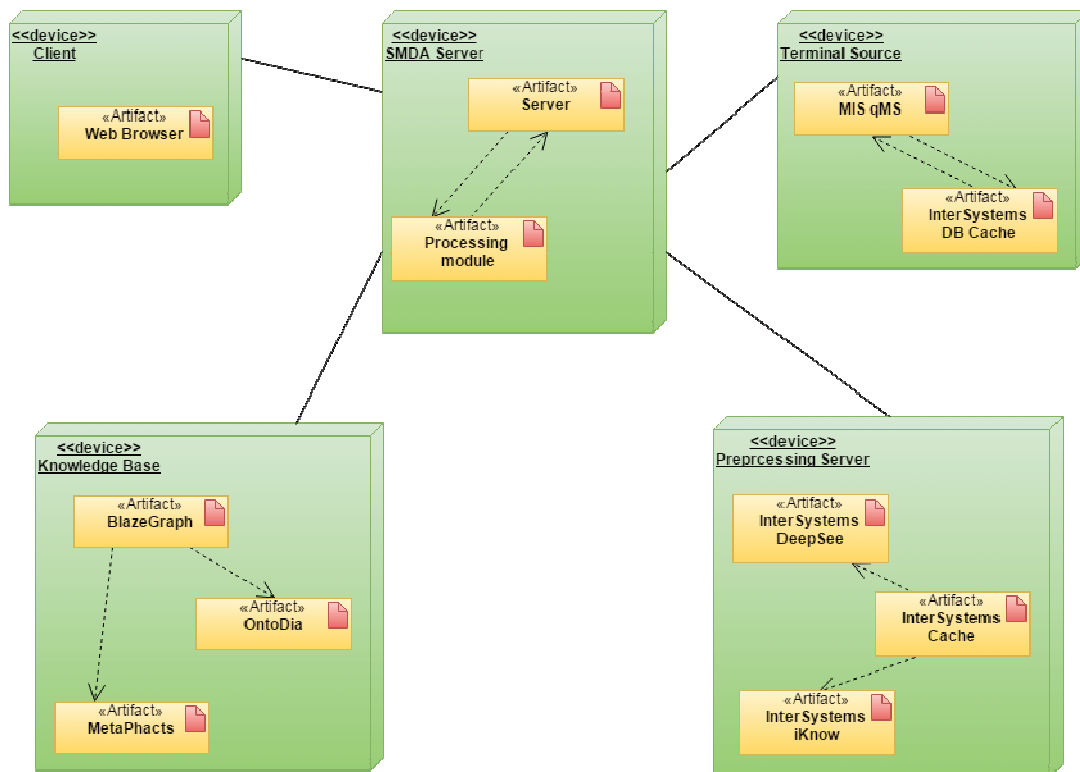 <<device>>
Client
«Artifact»
Web Browser
<<device>>
SMDA Server
«Artifact»
Server
«Artifact»
Processing
module
<<device>>
Terminal Source
«Artifact»
MIS qMS
«Artifact»
InterSystems
DB Cache
<<device>>
Knowledge Base
«Artifact»
BlazeGraph
«Artifact»
OntoDia
«Artifact»
MetaPhacts
<<device>>
Preprcessing Server
«Artifact»
InterSystems
DeepSee
«Artifact»
InterSystems
Cache
«Artifact»
InterSystems
iKnow